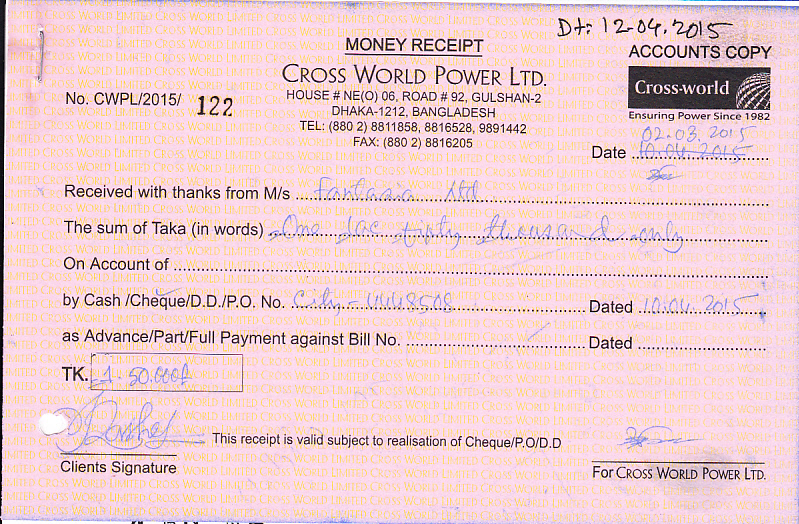 Dt: 12-04.2015
MONEY RECEIPT
ACCOUNTS COPY
CROSS WORLD POWER LTD.
Cross-world
No. CWPL/2015/ 122
HOUSE # NE(O) 06, ROAD # 92, GULSHAN-2
DHAKA-1212, BANGLADESH
TEL: (880 2) 8811858, 8816528, 9891442
FAX: (880 2) 8816205
Ensuring Power Since 1982
02.03.2015
Date 10.04.2015
Received with thanks from M/s Fantasia Ltd
The sum of Taka (in words) One lac fifty thousand only
On Account of
by Cash /Cheque/D.D./P.O. No. City - 4448508 Dated 10.04.2015
as Advance/Part/Full Payment against Bill No. Dated
TK. 1.50.000/
This receipt is valid subject to realisation of Cheque/P.O/D.D
Clients Signature
For CROSS WORLD POWER LTD.